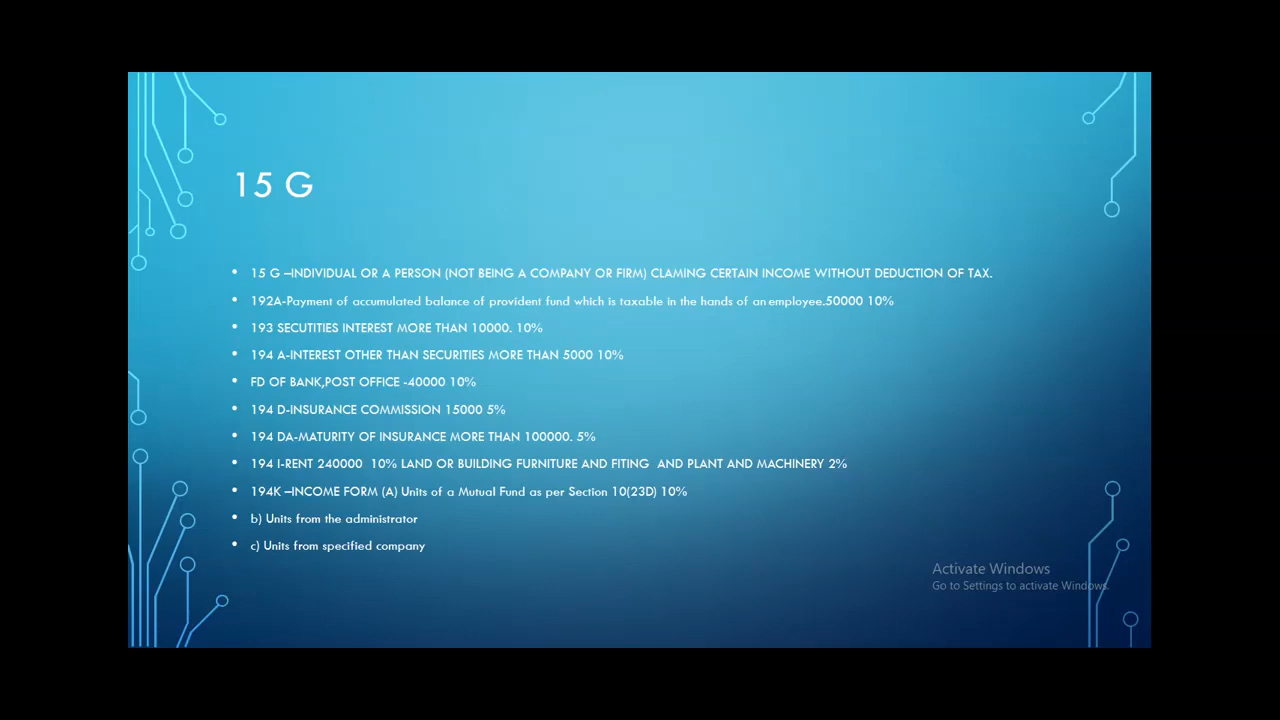 15 G
• 15 G –INDIVIDUAL OR A PERSON (NOT BEING A COMPANY OR FIRM) CLAMING CERTAIN INCOME WITHOUT DEDUCTION OF TAX.
• 192A-Payment of accumulated balance of provident fund which is taxable in the hands of an employee.50000 10%
• 193 SECUTITIES INTEREST MORE THAN 10000. 10%
• 194 A-INTEREST OTHER THAN SECURITIES MORE THAN 5000 10%
• FD OF BANK,POST OFFICE -40000 10%
• 194 D-INSURANCE COMMISSION 15000 5%
• 194 DA-MATURITY OF INSURANCE MORE THAN 100000. 5%
• 194 I-RENT 240000  10% LAND OR BUILDING FURNITURE AND FITING  AND PLANT AND MACHINERY 2%
• 194K –INCOME FORM (A) Units of a Mutual Fund as per Section 10(23D) 10%
• b) Units from the administrator
• c) Units from specified company
Activate Windows
Go to Settings to activate Windows.